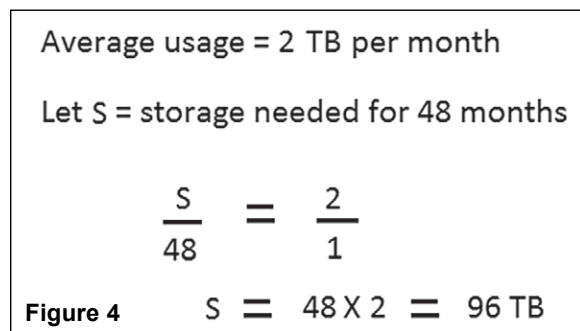 Average usage = 2 TB per month
Let S = storage needed for 48 months
S = 2
48 1
Figure 4 S = 48 X 2 = 96 TB